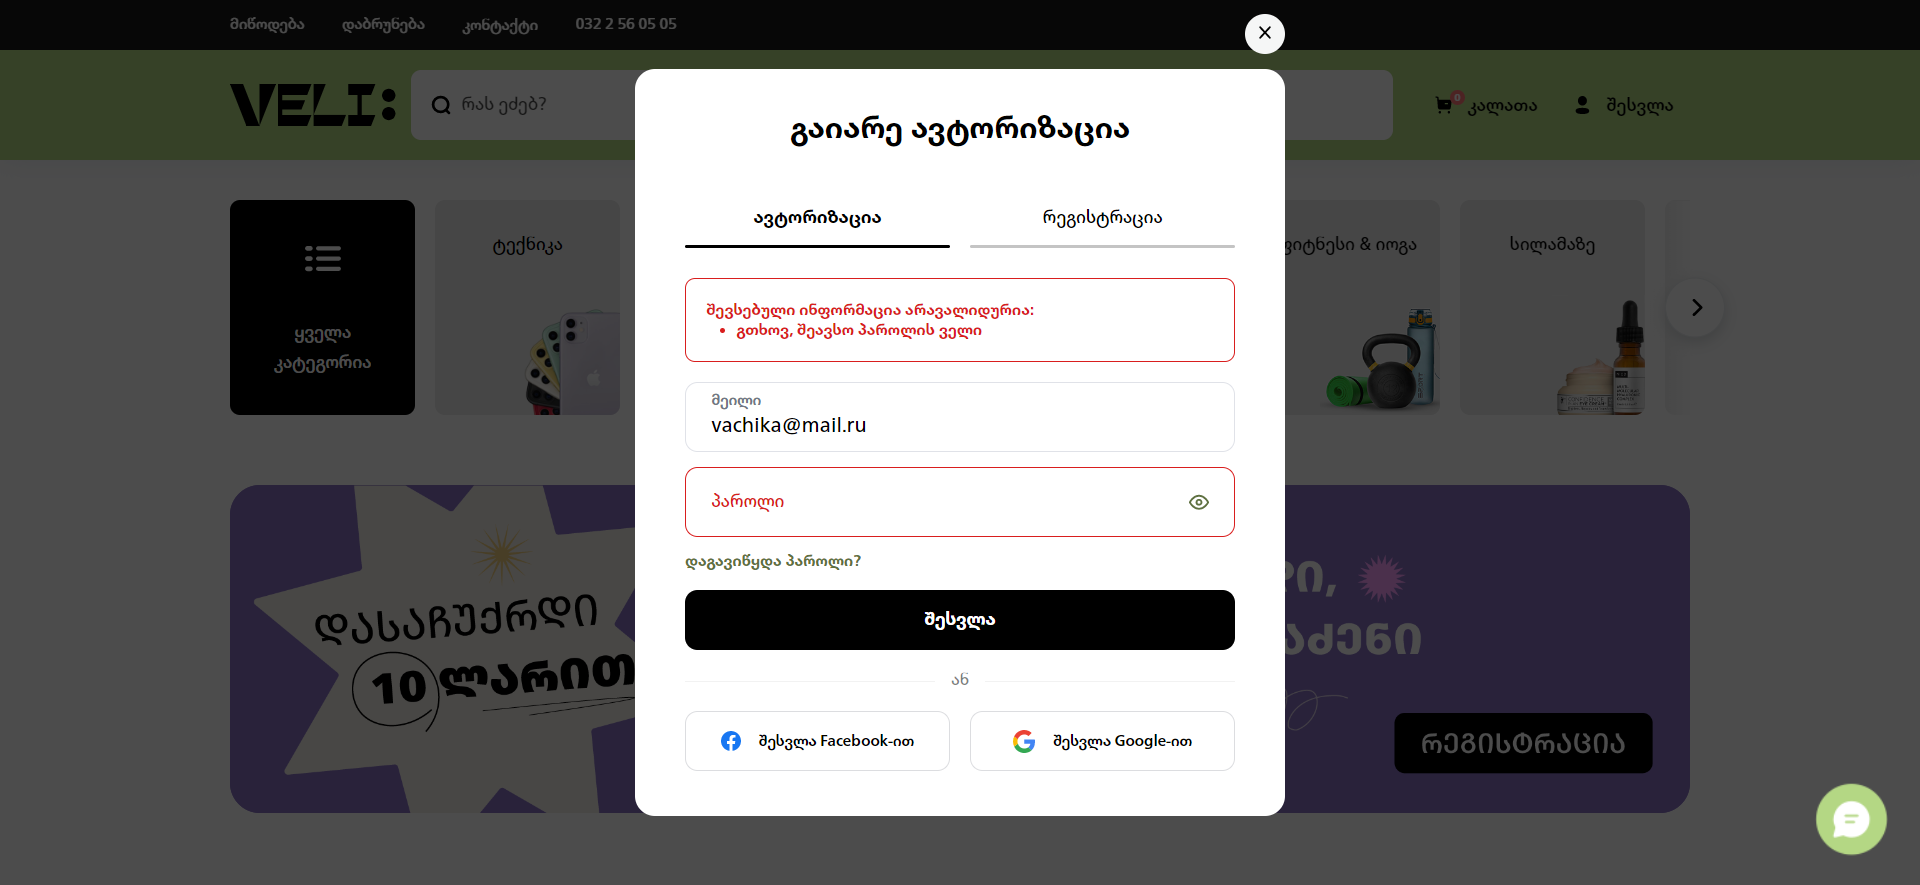 მიწოდება
დაბრუნება
კონტაქტი
032 2 56 05 05
VELI:
რას ეძებ?
0
კალათა
შესვლა
გაიარე ავტორიზაცია
ავტორიზაცია
რეგისტრაცია
შევსებული ინფორმაცია არავალიდურია:
გთხოვ, შეავსო პაროლის ველი
მეილი
vachika@mail.ru
პაროლი
დაგავიწყდა პაროლი?
შესვლა
ან
შესვლა Facebook-ით
შესვლა Google-ით
ყველა
კატეგორია
ტექნიკა
ფიტნესი & იოგა
სილამაზე
დასაჩუქრდი
10 ლარით
აძენი
რეგისტრაცია